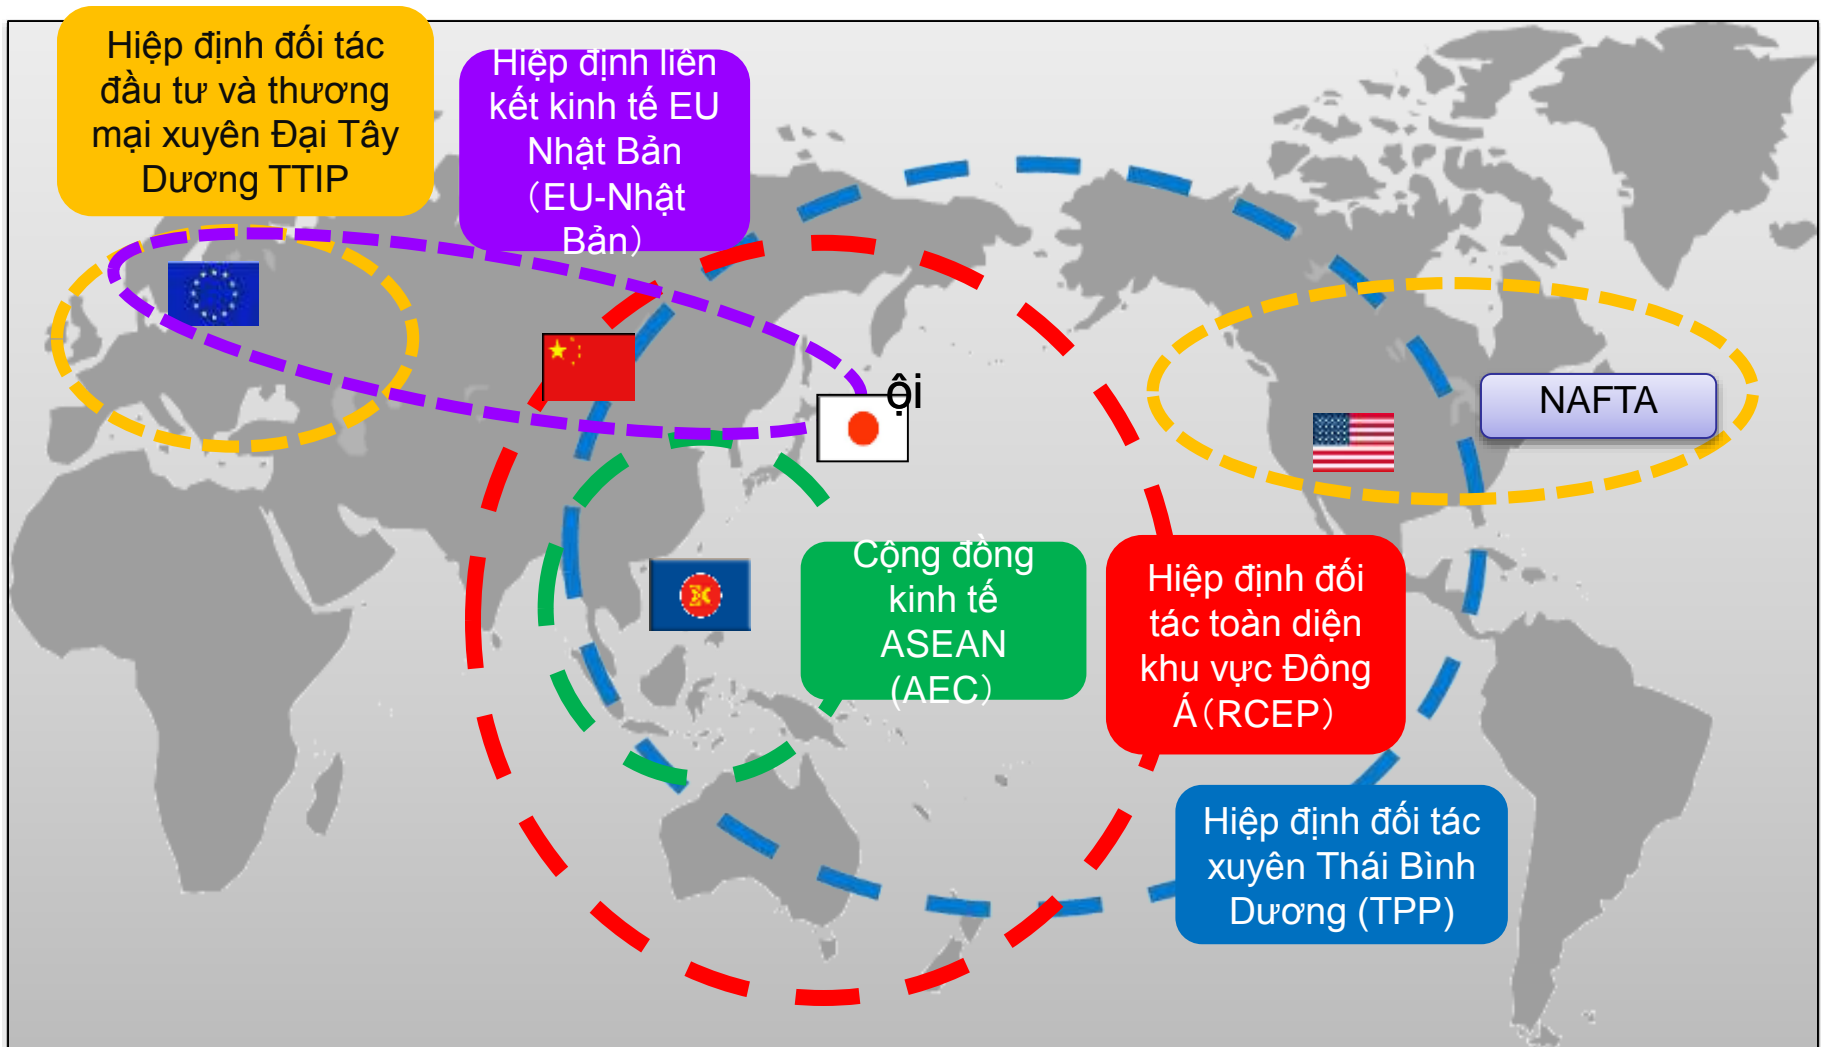 Hiệp định đối tác
đầu tư và thương
mại xuyên Đại Tây
Dương TTIP
Hiệp định liên
kết kinh tế EU
Nhật Bản
（EU-Nhật
Bản）
ội
NAFTA
Cộng đồng
kinh tế
ASEAN
(AEC）
Hiệp định đối
tác toàn diện
khu vực Đông
Á（RCEP）
Hiệp định đối tác
xuyên Thái Bình
Dương (TPP)